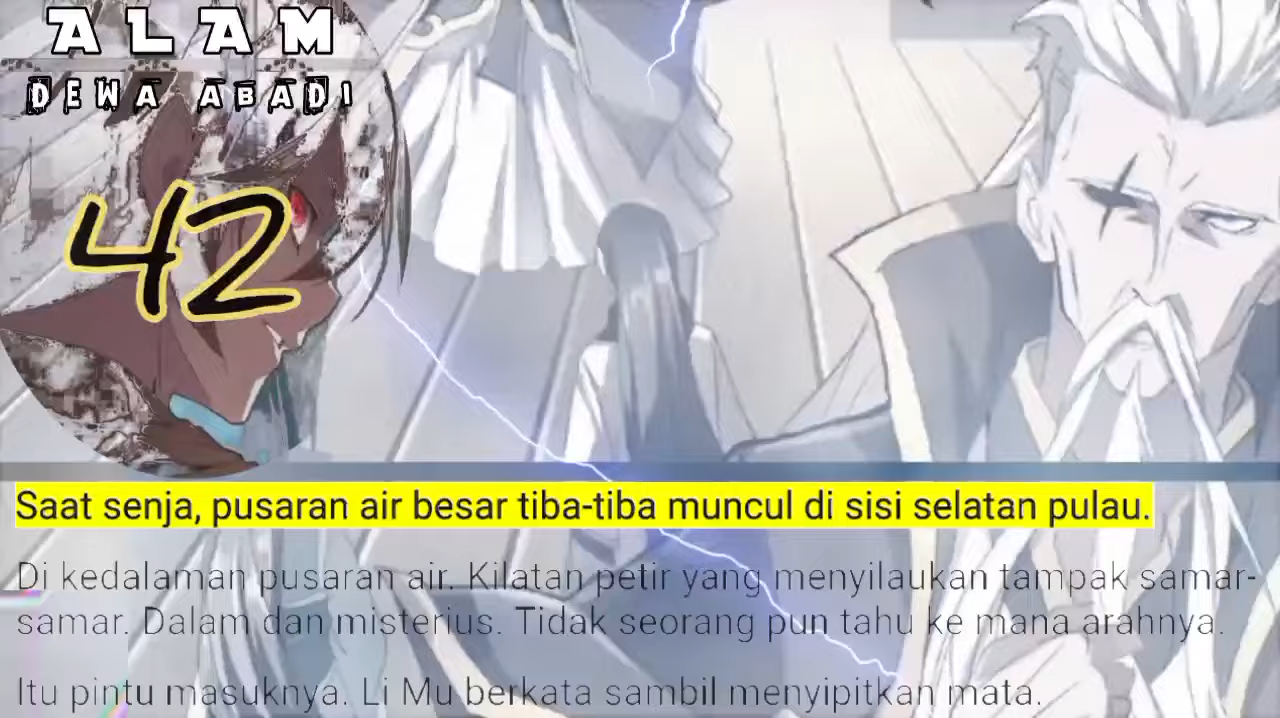 ALAM
DEWA ABADI
42
Saat senja, pusaran air besar tiba-tiba muncul di sisi selatan pulau.
Di kedalaman pusaran air. Kilatan petir yang menyilaukan tampak samar-
samar. Dalam dan misterius. Tidak seorang pun tahu ke mana arahnya.
Itu pintu masuknya. Li Mu berkata sambil menyipitkan mata.